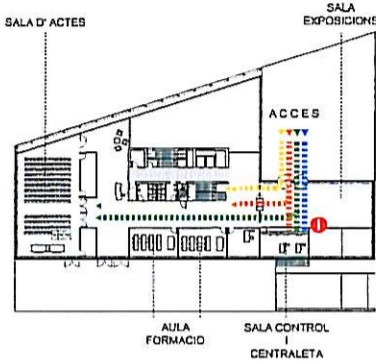 SALA D'ACTES
SALA
EXPOSICIONS
ACCES
AULA
FORMACIO
SALA CONTROL
I
CENTRALETA